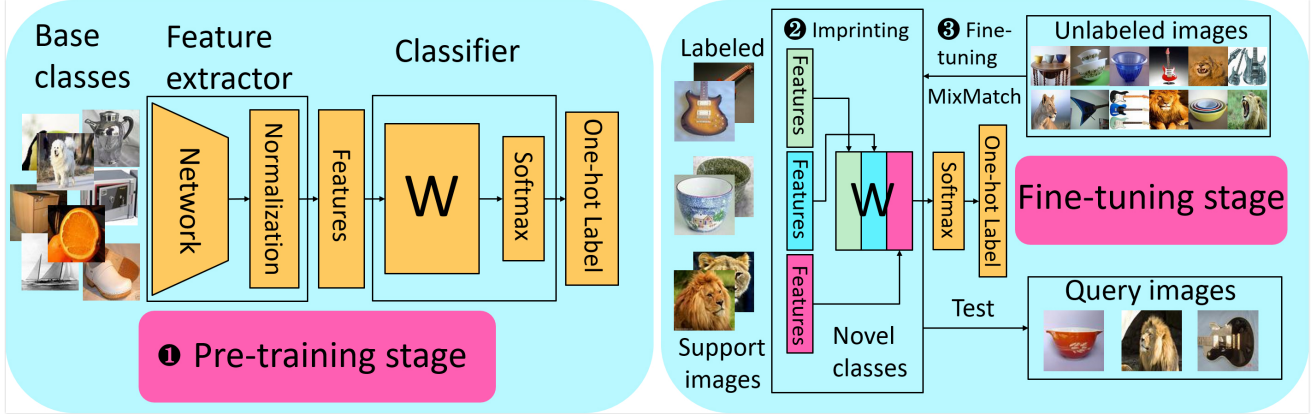 Base
classes
Feature
extractor
Classifier
Network
Normalization
Features
W
Softmax
One-hot Label
❶ Pre-training stage
Labeled
Support
images
❷ Imprinting
Features
Features
Features
W
Novel
classes
❸ Fine-
tuning
MixMatch
Softmax
One-hot Label
Unlabeled images
Fine-tuning stage
Test
Query images